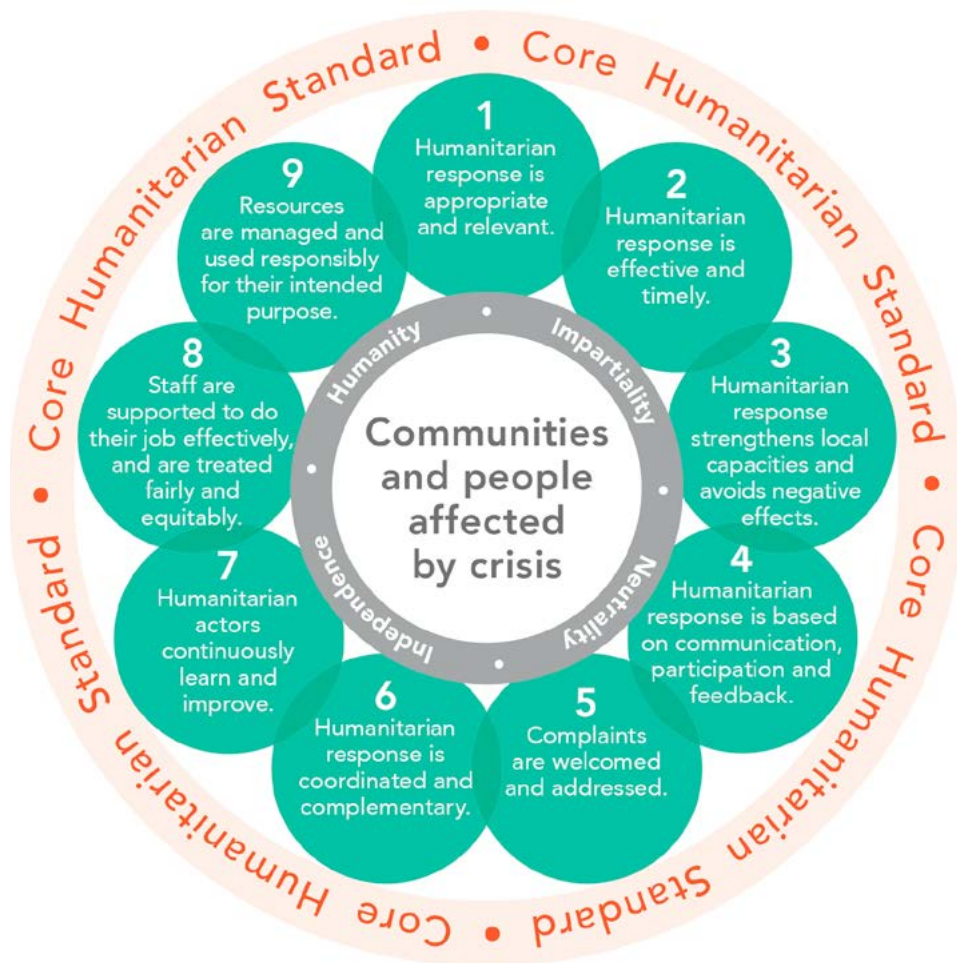 Core Humanitarian Standard • Core Humanitarian Standard • Core Humanitarian Standard • Core Humanitarian Standard •
1
Humanitarian
response is
appropriate
and relevant.
2
Humanitarian
response is
effective and
timely.
3
Humanitarian
response
strengthens local
capacities and
avoids negative
effects.
4
Humanitarian
response is based
on communication,
participation and
feedback.
5
Complaints
are welcomed
and addressed.
6
Humanitarian
response is
coordinated and
complementary.
7
Humanitarian
actors
continuously
learn and
improve.
8
Staff are
supported to do
their job effectively,
and are treated
fairly and
equitably.
9
Resources
are managed and
used responsibly
for their intended
purpose.
Humanity • Impartiality • Neutrality • Independence •
Communities
and people
affected
by crisis